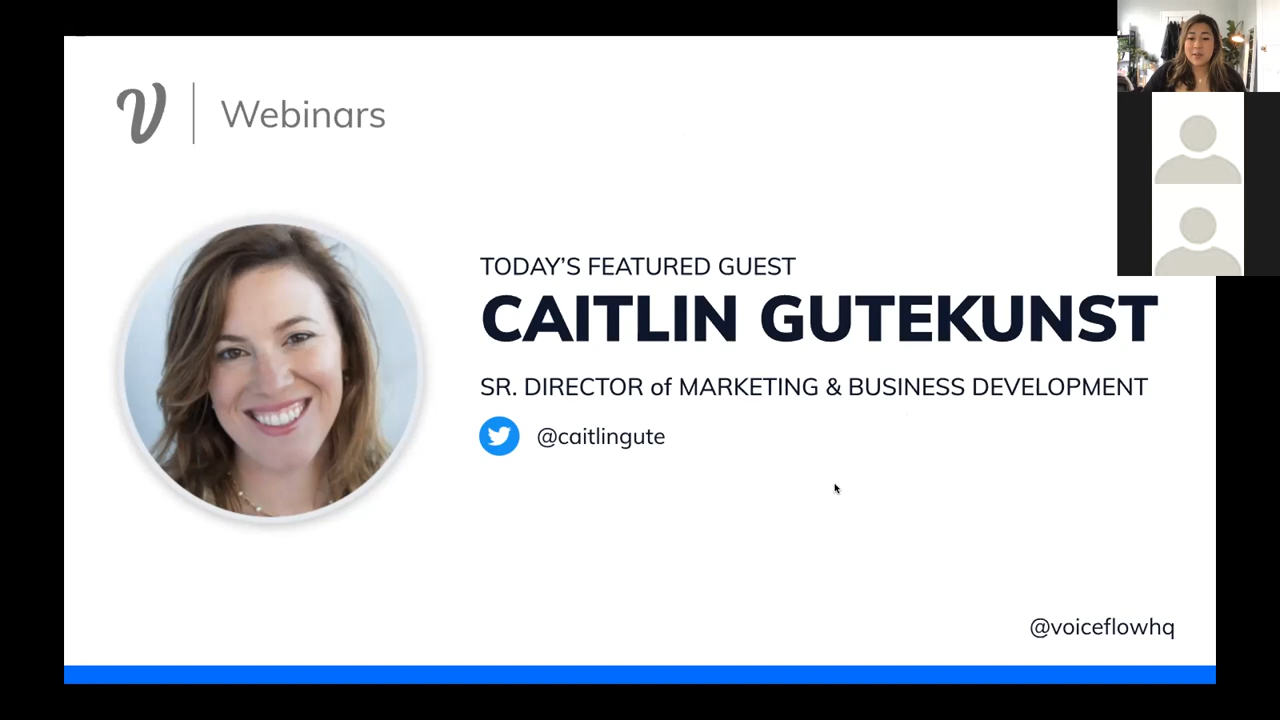 Webinars
TODAY'S FEATURED GUEST
CAITLIN GUTEKUNST
SR. DIRECTOR of MARKETING & BUSINESS DEVELOPMENT
@caitlingute
@voiceflowhq